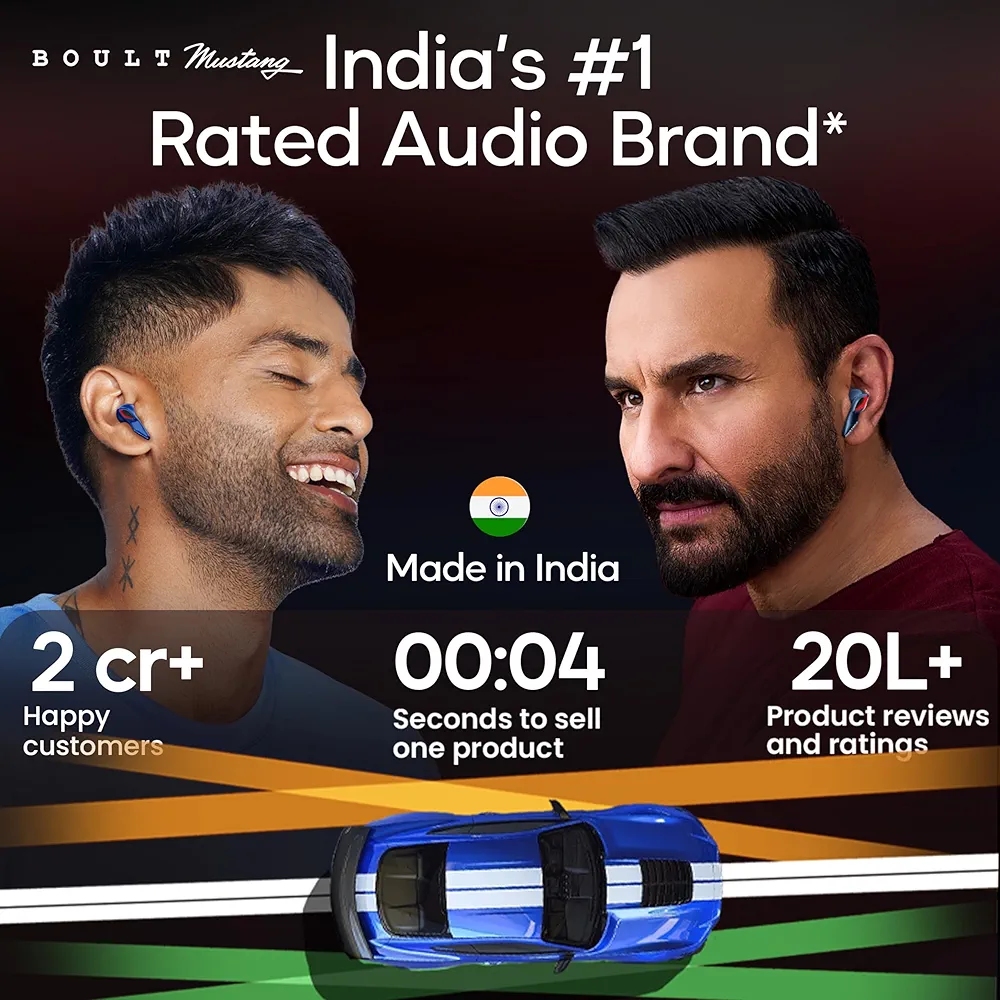 BOULT Mustang
India's #1
Rated Audio Brand*
Made in India
2 cr+
Happy
customers
00:04
Seconds to sell
one product
20L+
Product reviews
and ratings